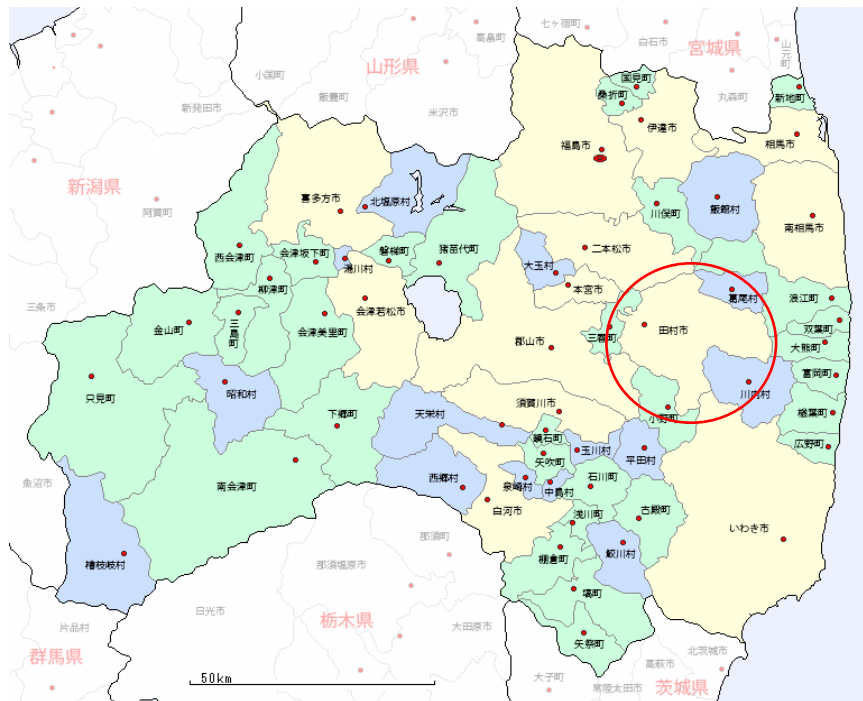 七ヶ宿町
高畠町
白石市
宮城県
山元町
山形県
小国町
飯豊町
米沢市
丸森町
新発田市
国見町
桑折町
新地町
伊達市
相馬市
福島市
新潟県
阿賀町
喜多方市
北塩原村
川俣町
飯舘村
南相馬市
西会津町
会津坂下町
湯川村
磐梯町
猪苗代町
二本松市
大玉村
本宮市
柳津町
会津若松市
葛尾村
浪江町
三条市
金山町
三島町
会津美里町
郡山市
三春町
田村市
双葉町
大熊町
只見町
昭和村
富岡町
川内村
下郷町
天栄村
須賀川市
小野町
楢葉町
鏡石町
玉川村
平田村
広野町
矢吹町
南会津町
魚沼市
西郷村
泉崎村
中島村
石川町
白河市
浅川町
古殿町
いわき市
那須町
檜枝岐村
那須塩原市
棚倉町
鮫川村
塙町
日光市
片品村
栃木県
大田原市
矢祭町
群馬県
北茨城市
高萩市
50km
大子町
常陸太田市
茨城県